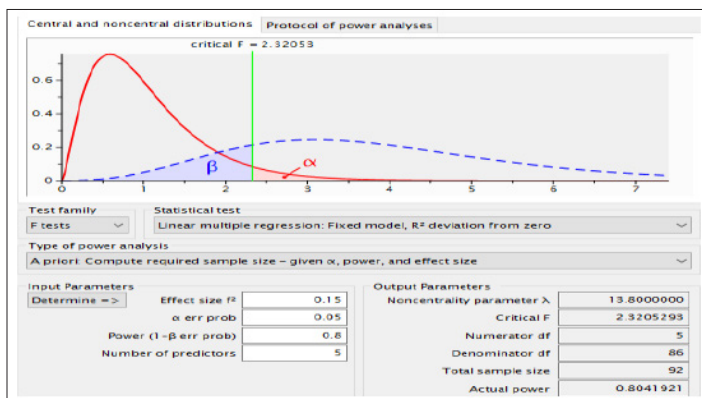 Central and noncentral distributions Protocol of power analyses
critical F = 2.32053
0.6
0.4
0.2
0
β
α
0 1 2 3 4 5 6 7
Test family Statistical test
F tests Linear multiple regression: Fixed model, R² deviation from zero
Type of power analysis
A priori: Compute required sample size – given α, power, and effect size
Input Parameters Output Parameters
Determine => Effect size f² 0.15 Noncentrality parameter λ 13.8000000
α err prob 0.05 Critical F 2.3205293
Power (1-β err prob) 0.8 Numerator df 5
Number of predictors 5 Denominator df 86
Total sample size 92
Actual power 0.8041921